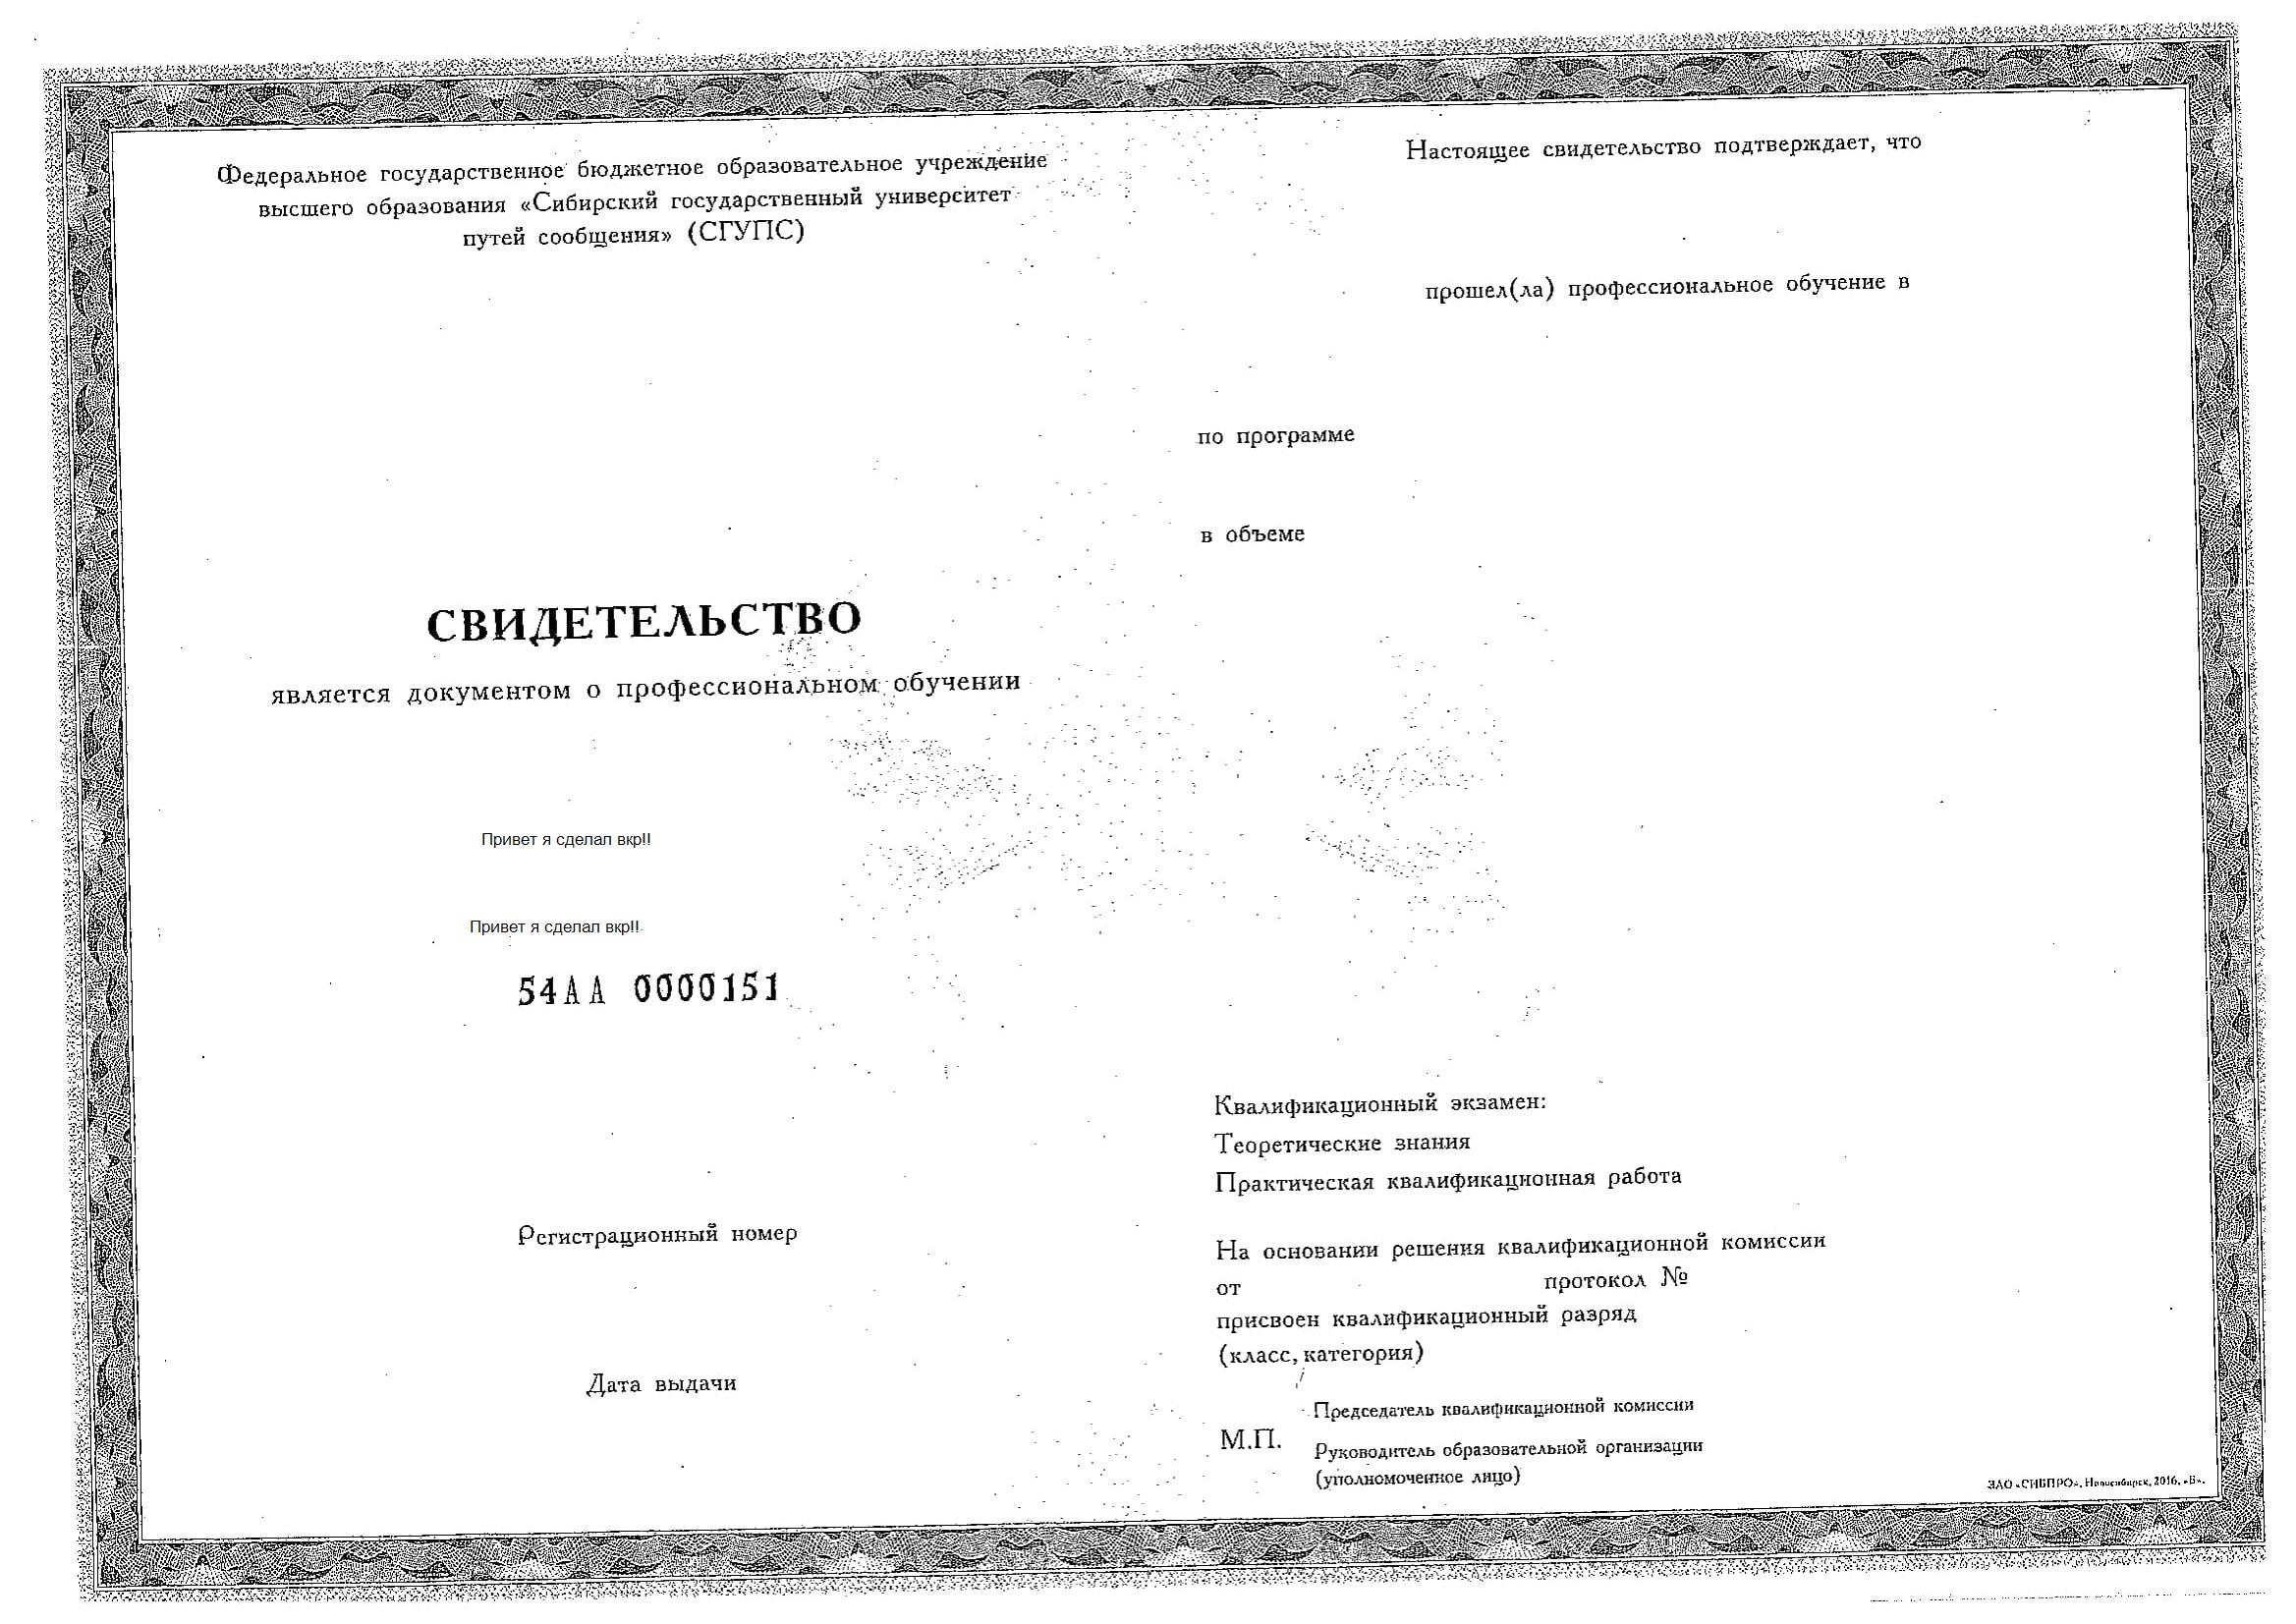 Федеральное государственное бюджетное образовательное учреждение
высшего образования «Сибирский государственный университет
путей сообщения» (СГУПС)
СВИДЕТЕЛЬСТВО
является документом о профессиональном обучении
Привет я сделал вкр!!
Привет я сделал вкр!!
54АА 0000151
Регистрационный номер
Дата выдачи
Настоящее свидетельство подтверждает, что
прошел(ла) профессиональное обучение в
по программе
в объеме
Квалификационный экзамен:
Теоретические знания
Практическая квалификационная работа
На основании решения квалификационной комиссии
от протокол №
присвоен квалификационный разряд
(класс, категория)
Председатель квалификационной комиссии
М.П.
Руководитель образовательной организации
(уполномоченное лицо)
ЗАО «СИБПРО», Новосибирск, 2016, «В».